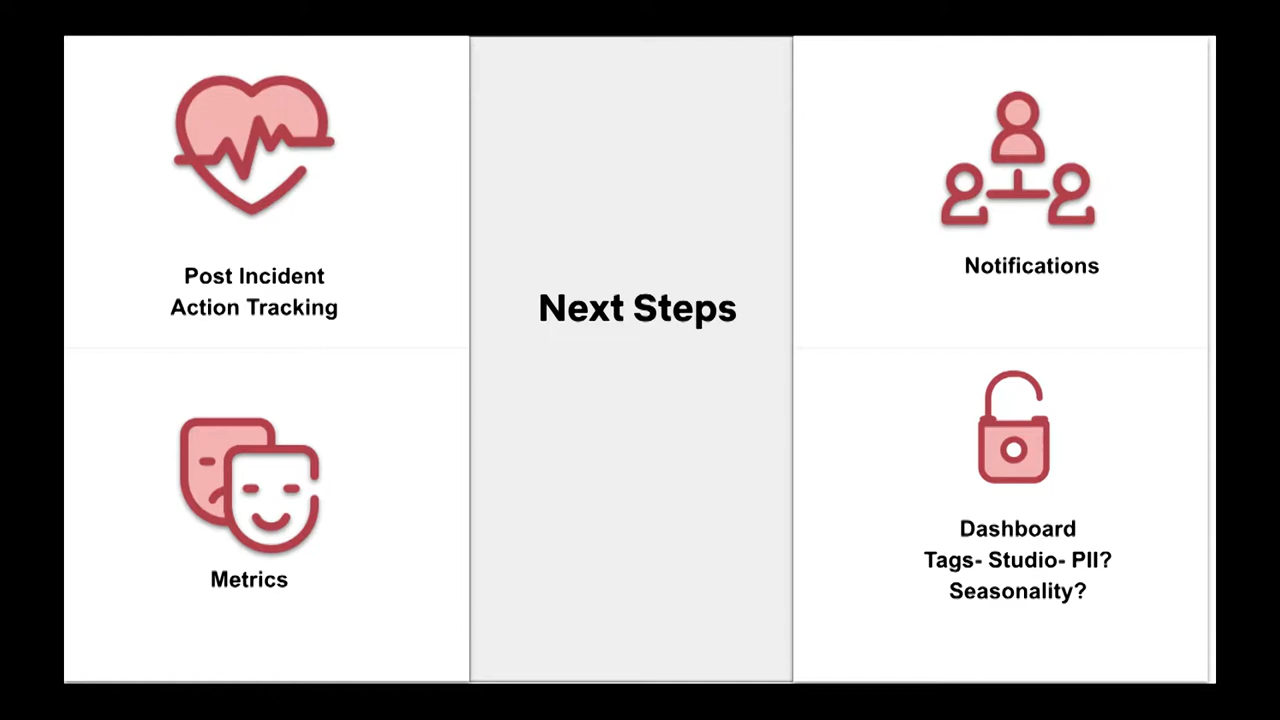 Post Incident
Action Tracking
Metrics
Next Steps
Notifications
Dashboard
Tags- Studio- PII?
Seasonality?